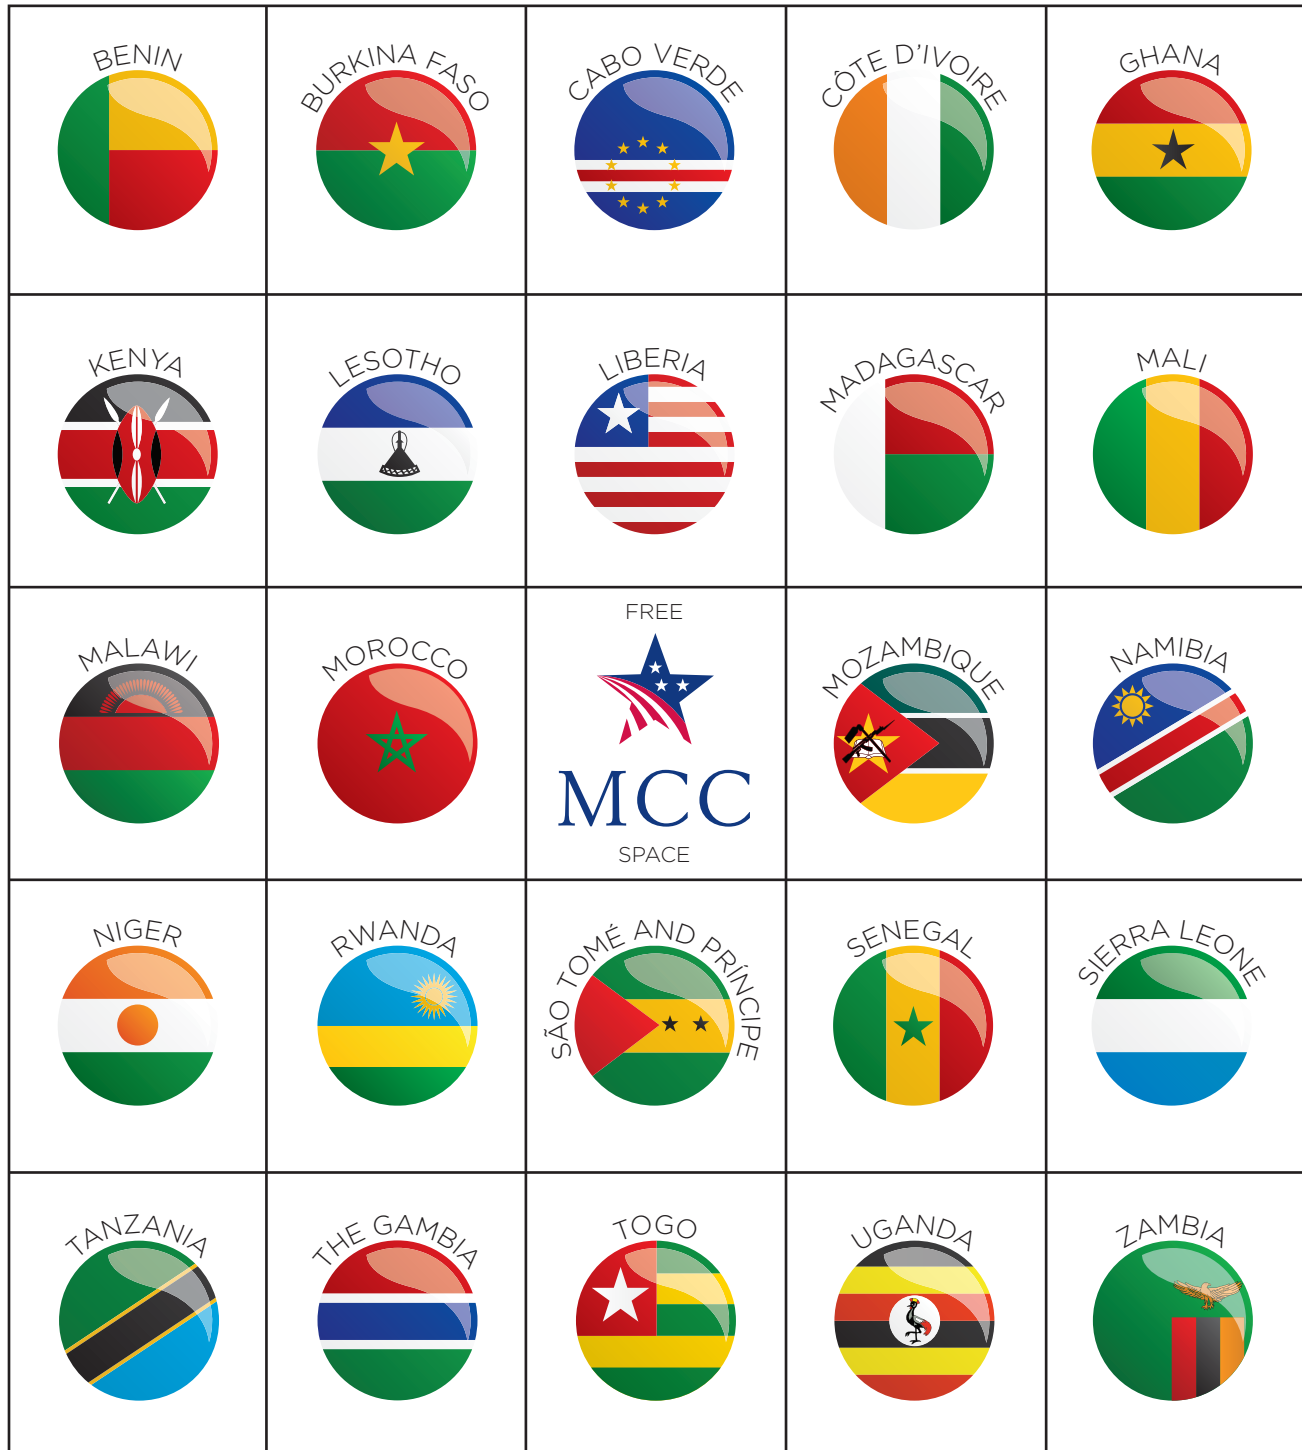 BENIN
BURKINA FASO
CABO VERDE
CÔTE D'IVOIRE
GHANA
KENYA
LESOTHO
LIBERIA
MADAGASCAR
MALI
MALAWI
MOROCCO
FREE
MCC
SPACE
MOZAMBIQUE
NAMIBIA
NIGER
RWANDA
SÃO TOMÉ AND PRÍNCIPE
SENEGAL
SIERRA LEONE
TANZANIA
THE GAMBIA
TOGO
UGANDA
ZAMBIA